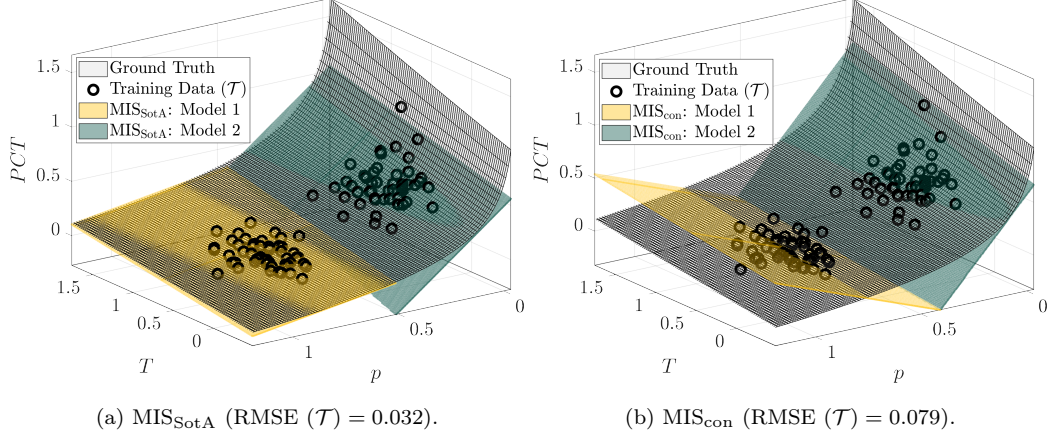 Ground Truth
Training Data (𝒯)
MIS_SotA: Model 1
MIS_SotA: Model 2
1.5
1
0.5
0
PCT
1.5
1
0.5
0
T
1
0.5
0
p
(a) MIS_SotA (RMSE (𝒯) = 0.032).
Ground Truth
Training Data (𝒯)
MIS_con: Model 1
MIS_con: Model 2
1.5
1
0.5
0
PCT
1.5
1
0.5
0
T
1
0.5
0
p
(b) MIS_con (RMSE (𝒯) = 0.079).